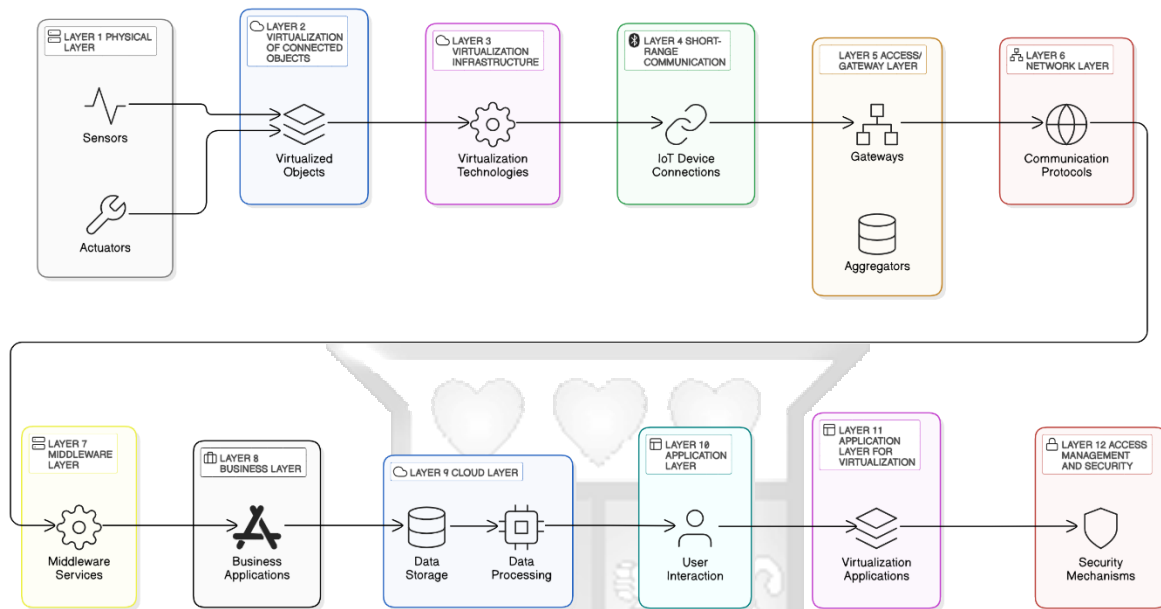 LAYER 1 PHYSICAL
LAYER
Sensors
Actuators
LAYER 2
VIRTUALIZATION
OF CONNECTED
OBJECTS
Virtualized
Objects
LAYER 3
VIRTUALIZATION
INFRASTRUCTURE
Virtualization
Technologies
LAYER 4 SHORT-
RANGE
COMMUNICATION
IoT Device
Connections
LAYER 5 ACCESS/
GATEWAY LAYER
Gateways
Aggregators
LAYER 6
NETWORK LAYER
Communication
Protocols
LAYER 7
MIDDLEWARE
LAYER
Middleware
Services
LAYER 8
BUSINESS LAYER
Business
Applications
LAYER 9 CLOUD LAYER
Data
Storage
Data
Processing
LAYER 10
APPLICATION
LAYER
User
Interaction
LAYER 11
APPLICATION
LAYER FOR
VIRTUALIZATION
Virtualization
Applications
LAYER 12 ACCESS
MANAGEMENT
AND SECURITY
Security
Mechanisms